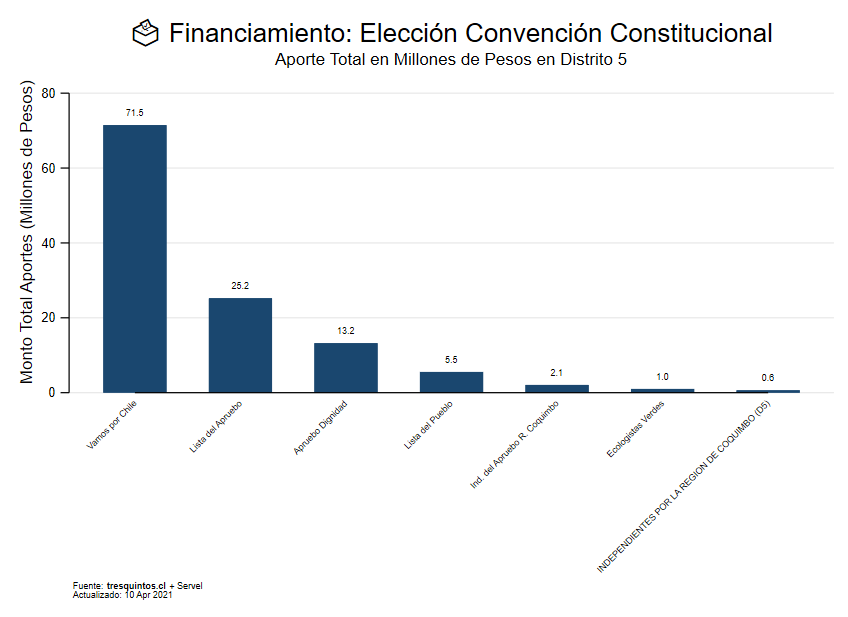 Financiamiento: Elección Convención Constitucional
Aporte Total en Millones de Pesos en Distrito 5
Monto Total Aportes (Millones de Pesos)
80
60
40
20
0
71.5
25.2
13.2
5.5
2.1
1.0
0.6
Vamos por Chile
Lista del Apruebo
Apruebo Dignidad
Lista del Pueblo
Ind. del Apruebo R. Coquimbo
Ecologistas Verdes
INDEPENDIENTES POR LA REGION DE COQUIMBO (D5)
Fuente: tresquintos.cl + Servel
Actualizado: 10 Apr 2021